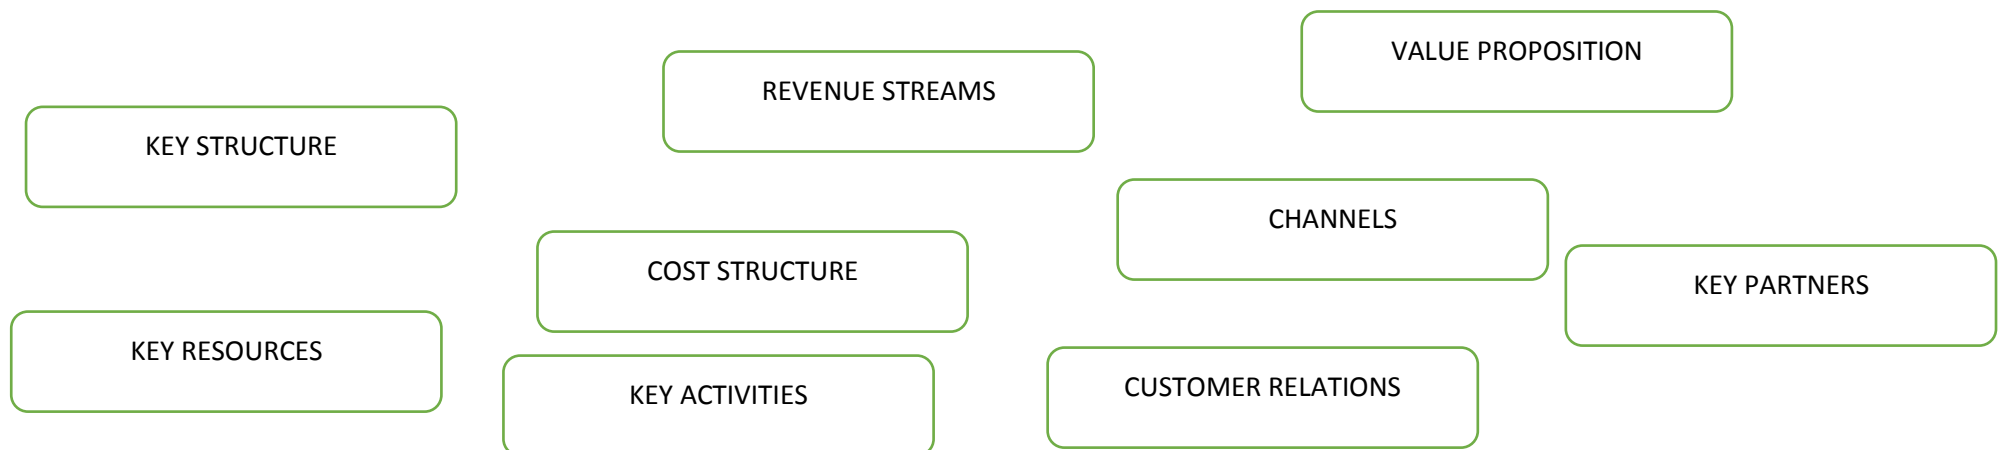 VALUE PROPOSITION
REVENUE STREAMS
KEY STRUCTURE
CHANNELS
COST STRUCTURE
KEY PARTNERS
KEY RESOURCES
CUSTOMER RELATIONS
KEY ACTIVITIES